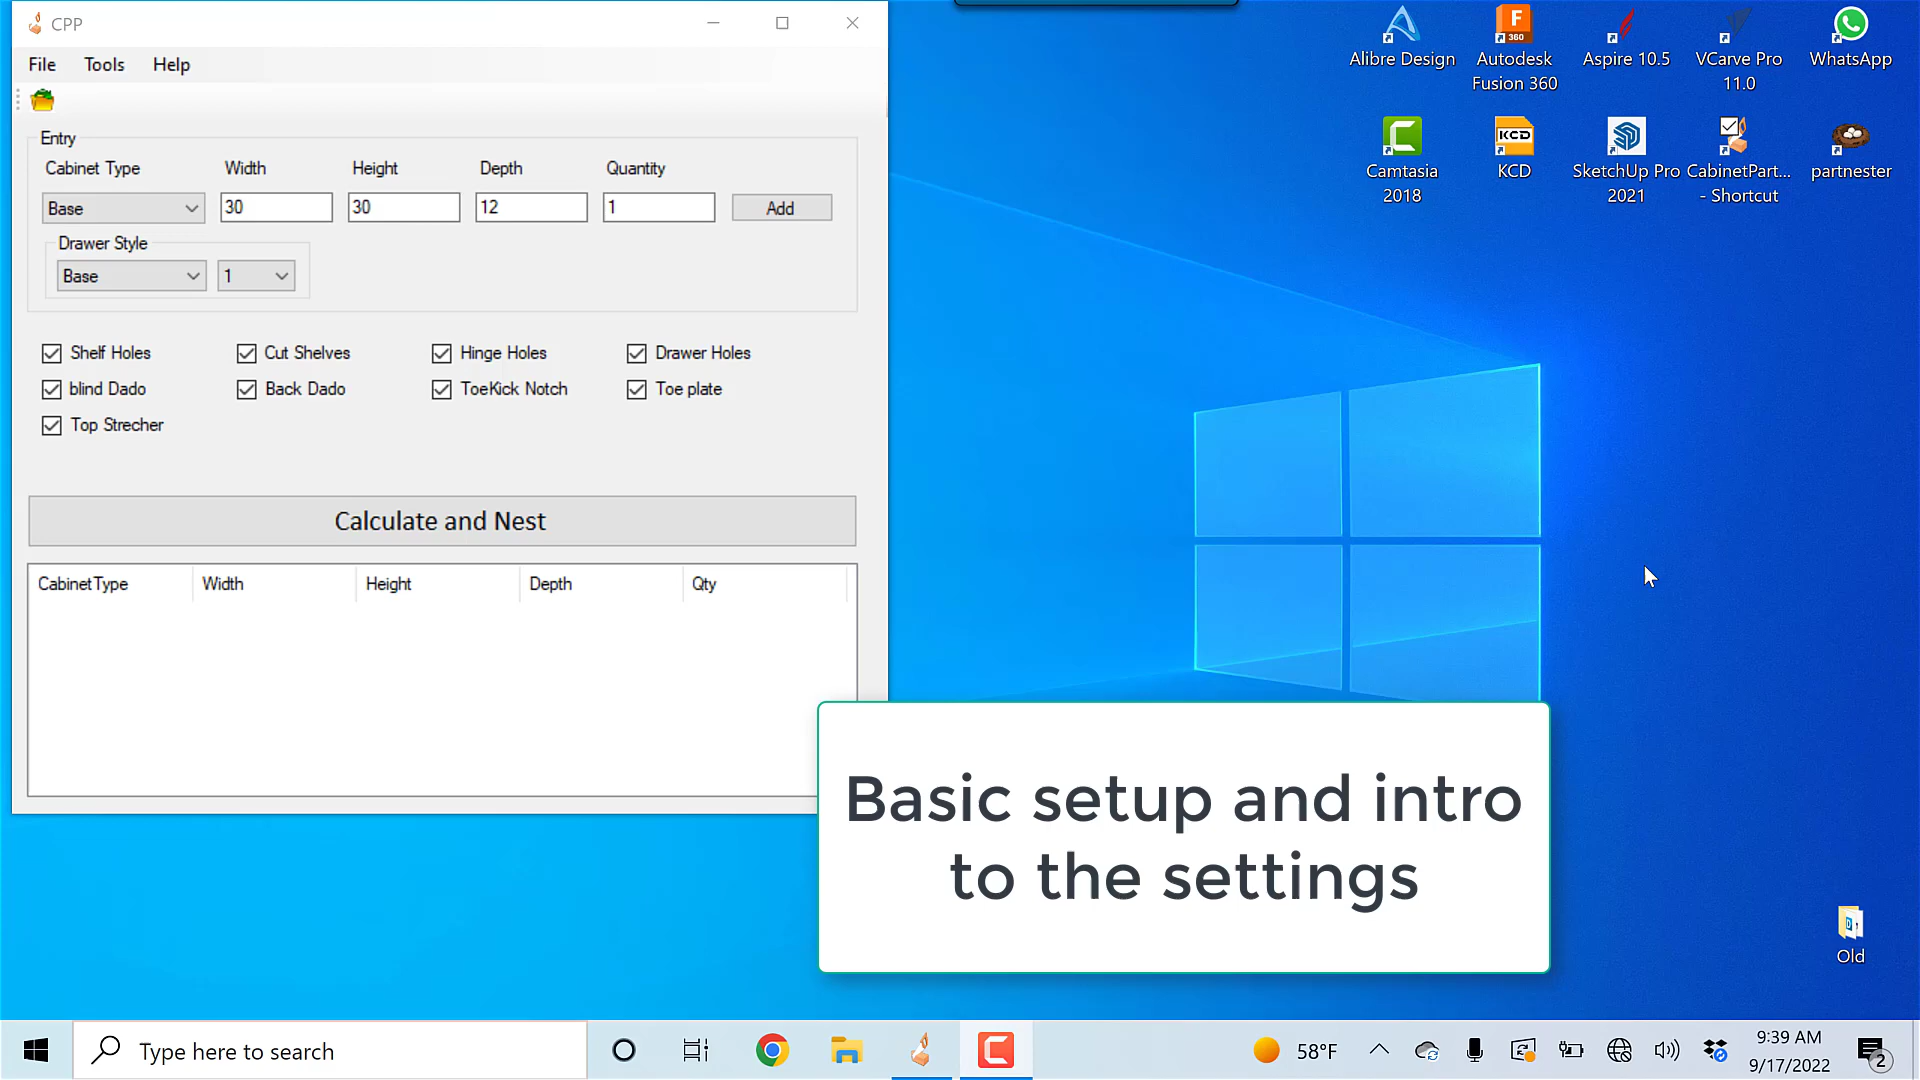 CPP
File Tools Help
Entry
Cabinet Type Width Height Depth Quantity
Base 30 30 12 1 Add
Drawer Style
Base 1
Shelf Holes Cut Shelves Hinge Holes Drawer Holes
blind Dado Back Dado ToeKick Notch Toe plate
Top Strecher
Calculate and Nest
CabinetType Width Height Depth Qty
Alibre Design
Autodesk
Fusion 360
Aspire 10.5
VCarve Pro
11.0
WhatsApp
F
360
Camtasia
2018
KCD
KCD
SketchUp Pro
2021
CabinetPart...
- Shortcut
partnester
Basic setup and intro
to the settings
Old
Type here to search
58°F
9:39 AM
9/17/2022
2